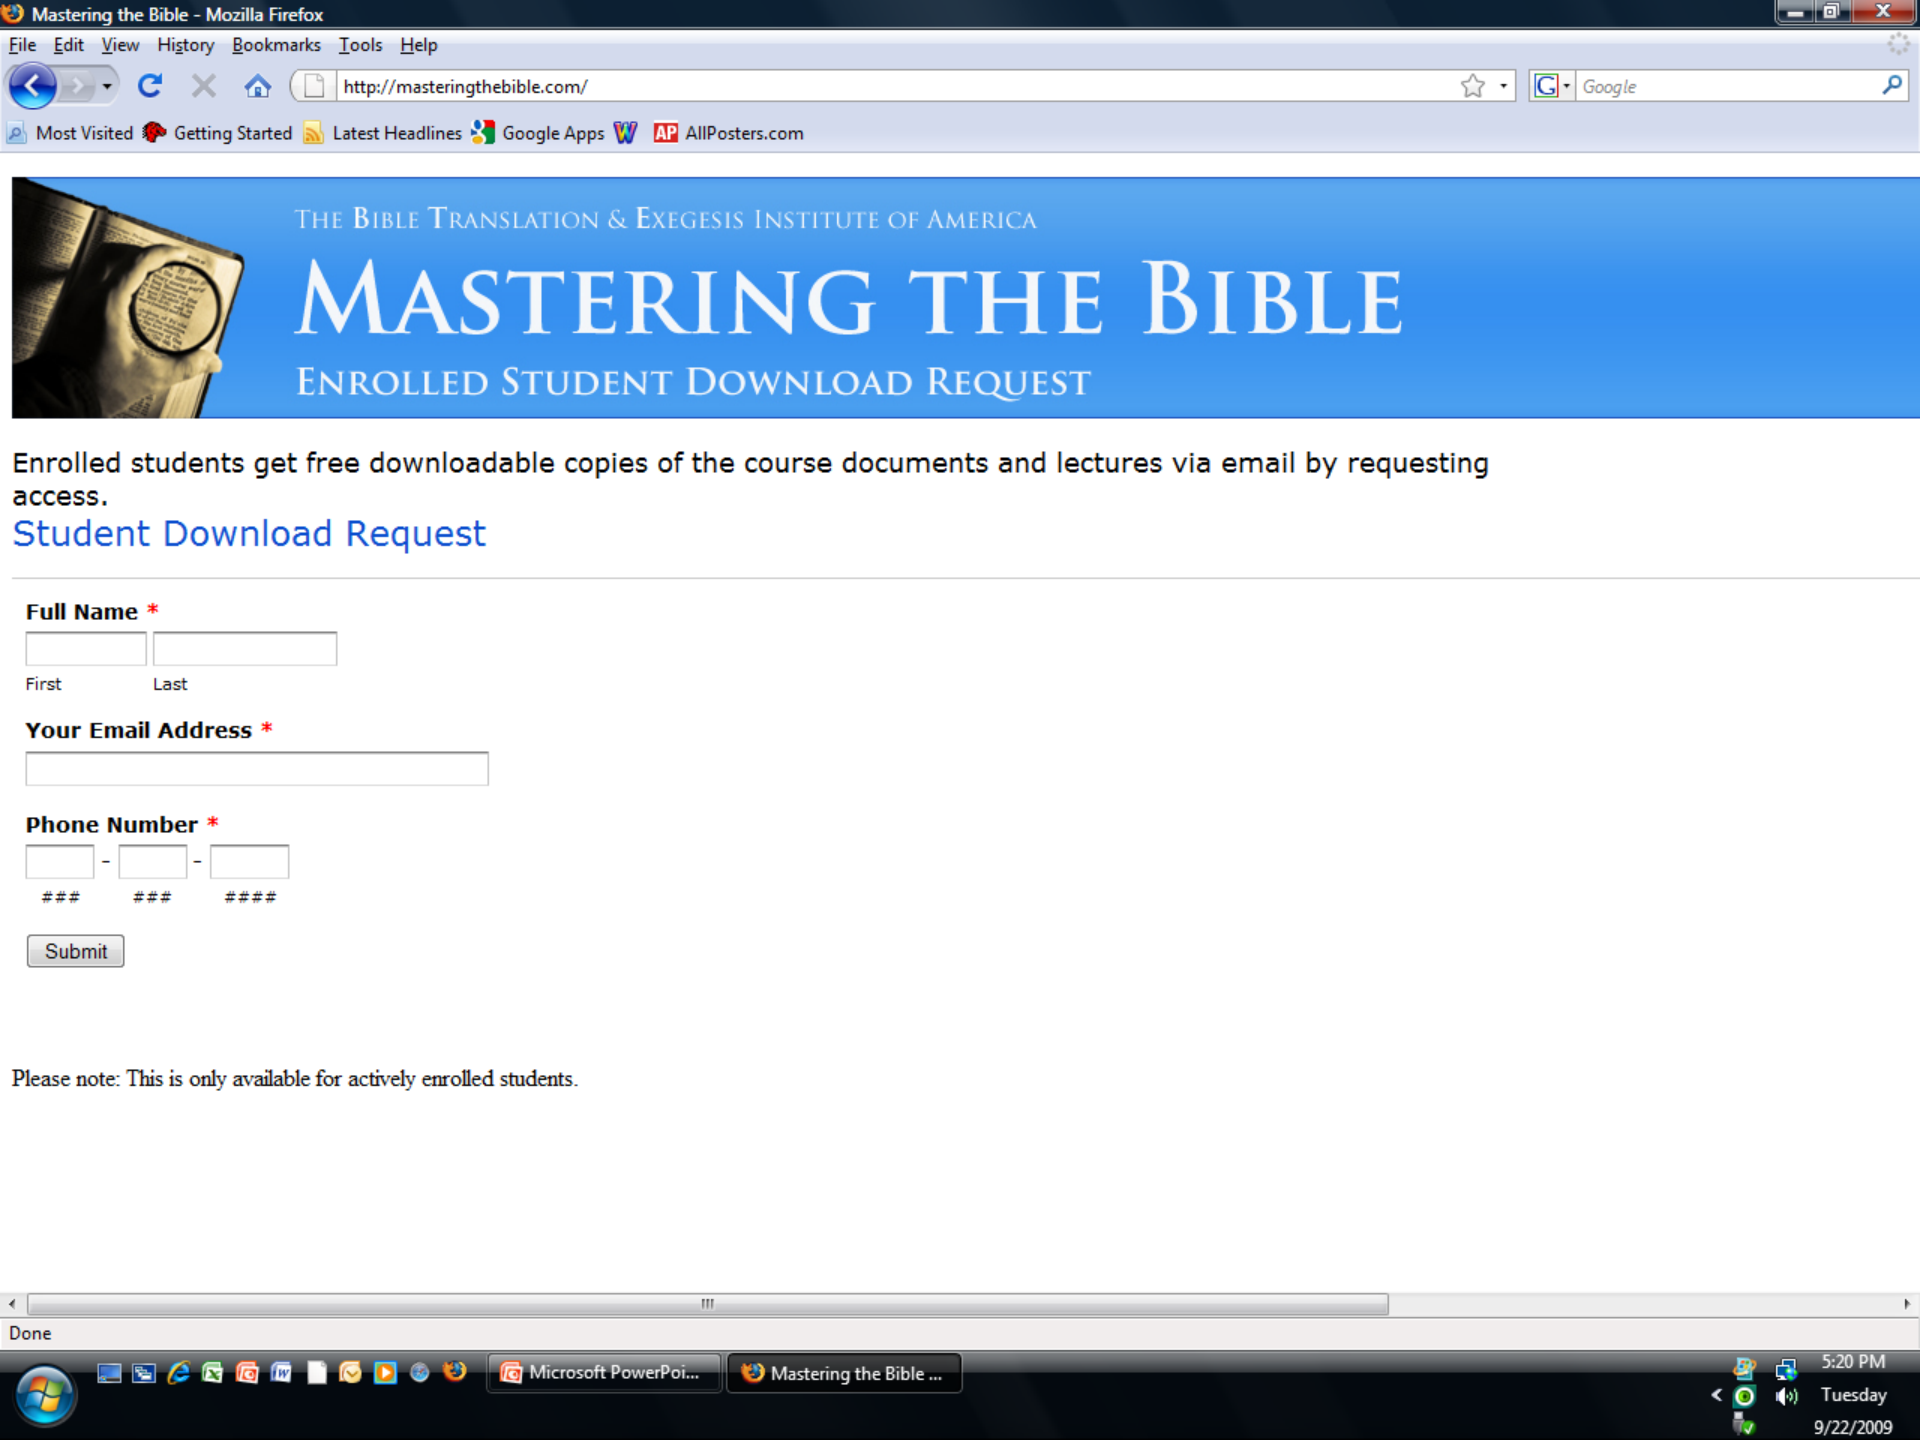 Mastering the Bible - Mozilla Firefox
File Edit View History Bookmarks Tools Help
http://masteringthebible.com/
Google
Most Visited Getting Started Latest Headlines Google Apps AP AllPosters.com
The Bible Translation & Exegesis Institute of America
Mastering the Bible
Enrolled Student Download Request
Enrolled students get free downloadable copies of the course documents and lectures via email by requesting
access.
Student Download Request
Full Name *
First Last
Your Email Address *
Phone Number *
- -
### ### ####
Submit
Please note: This is only available for actively enrolled students.
Done
Microsoft PowerPoi... Mastering the Bible ...
5:20 PM
Tuesday
9/22/2009